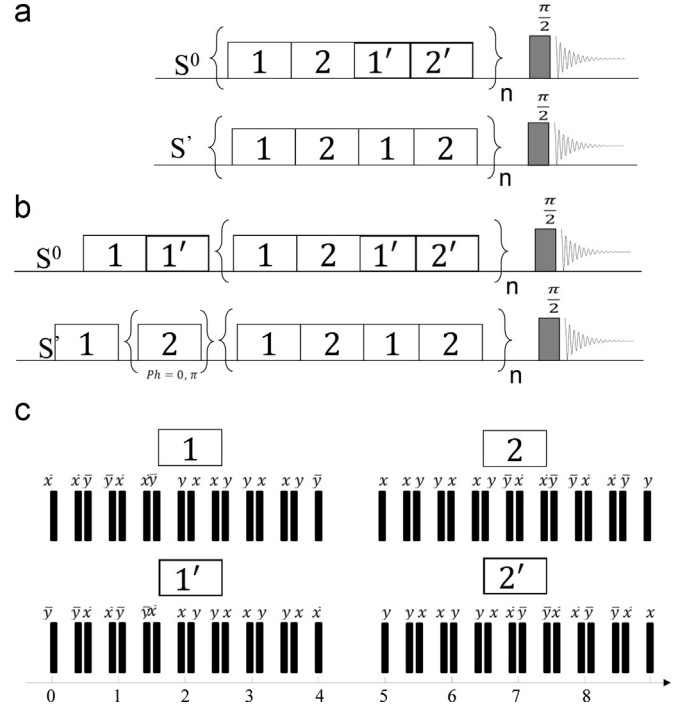 a
π/2
S⁰ { 1 2 1′ 2′ } n
π/2
S’ { 1 2 1 2 } n
b
π/2
S⁰ 1 1′ { 1 2 1′ 2′ } n
π/2
S’ 1 { 2 } { 1 2 1 2 } n
Ph = 0, π
c
1 2
x̄ x̄ ȳ ȳ x̄ x̄ ȳ y x x y y x x y ȳ x x y y x x y ȳ x̄ x̄ ȳ ȳ x̄ x̄ ȳ y
1′ 2′
ȳ ȳ x̄ x̄ ȳ ȳ x̄ x y y x x y y x x̄ y y x x y y x x̄ ȳ ȳ x̄ x̄ ȳ ȳ x̄ x
0 1 2 3 4 5 6 7 8